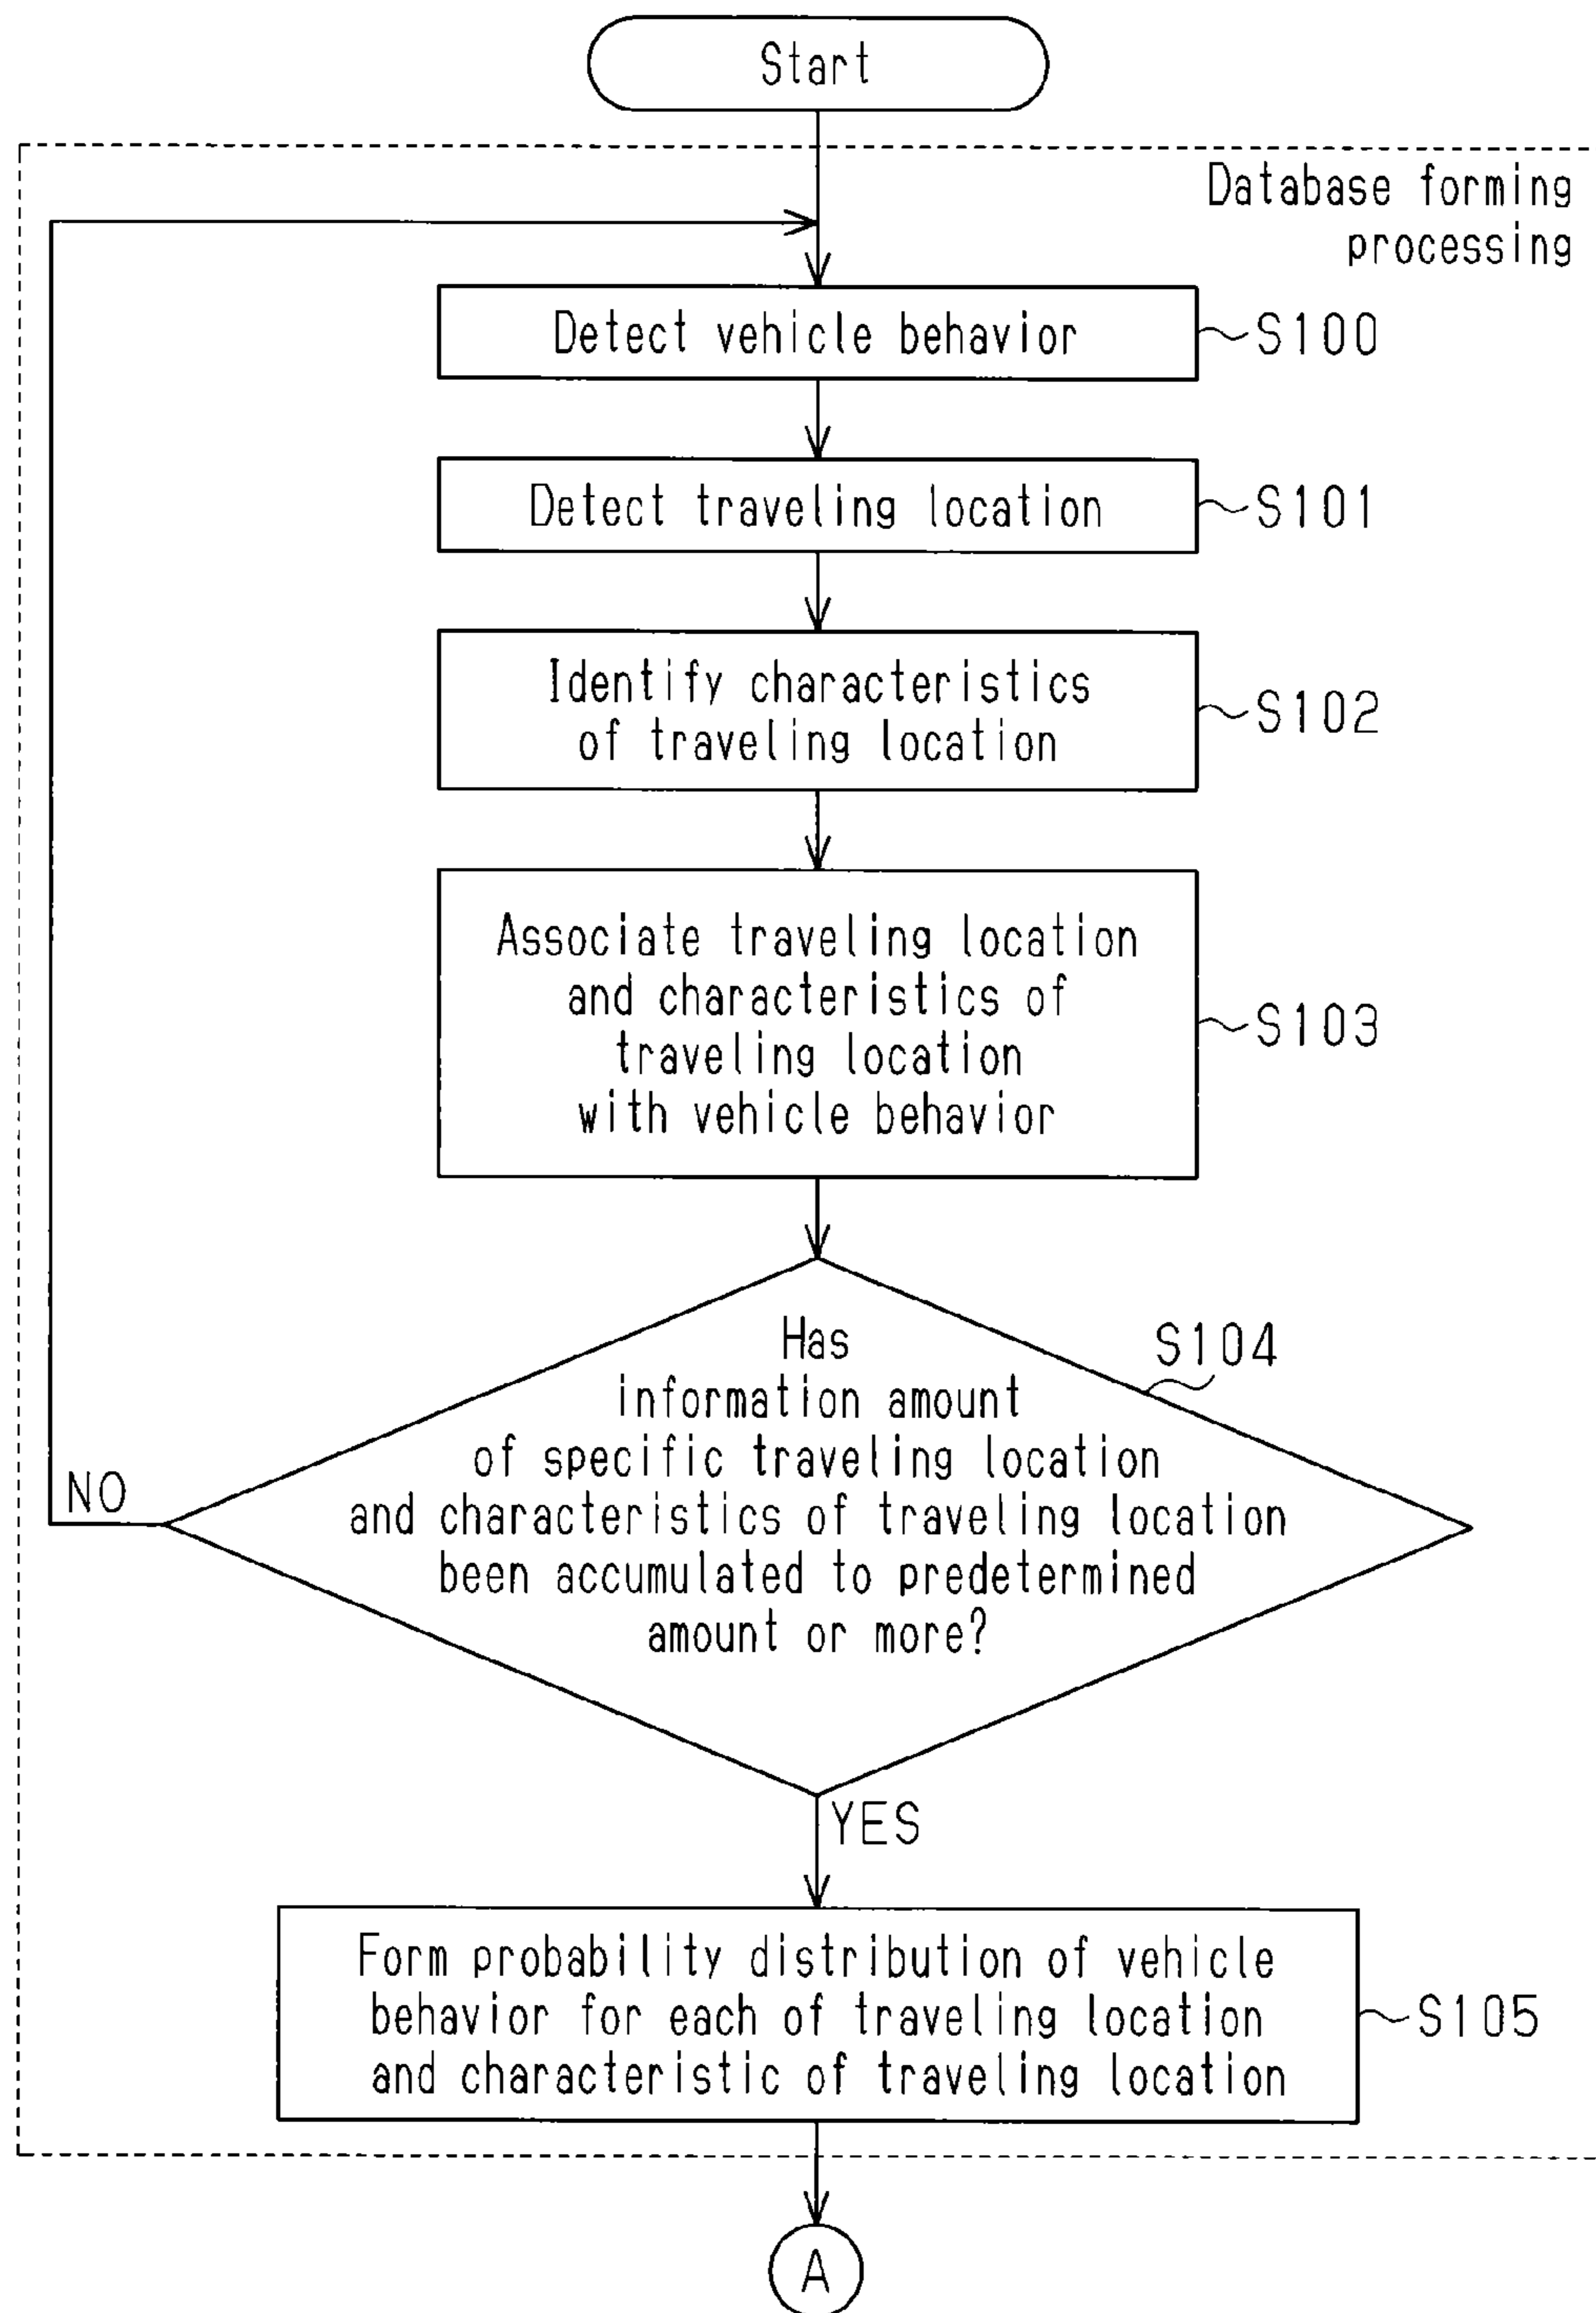 Start
Database forming
processing
Detect vehicle behavior
S100
Detect traveling location
S101
Identify characteristics
of traveling location
S102
Associate traveling location
and characteristics of
traveling location
with vehicle behavior
S103
Has
information amount
of specific traveling location
and characteristics of traveling location
been accumulated to predetermined
amount or more?
S104
NO
YES
Form probability distribution of vehicle
behavior for each of traveling location
and characteristic of traveling location
S105
A